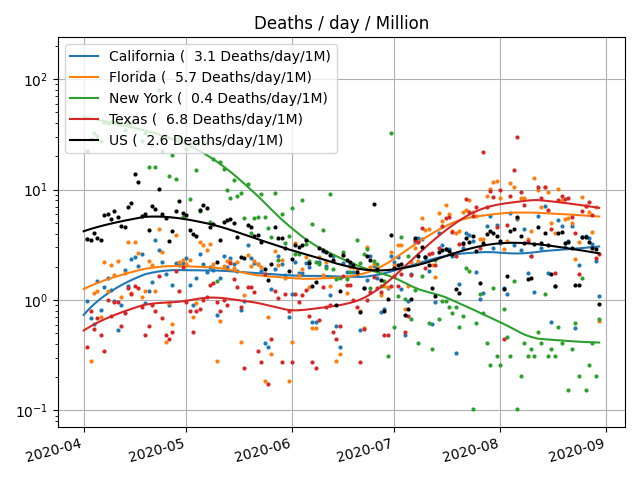 Deaths / day / Million
California (  3.1 Deaths/day/1M)
Florida (  5.7 Deaths/day/1M)
New York (  0.4 Deaths/day/1M)
Texas (  6.8 Deaths/day/1M)
US (  2.6 Deaths/day/1M)
10²
10¹
10⁰
10⁻¹
2020-04 2020-05 2020-06 2020-07 2020-08 2020-09